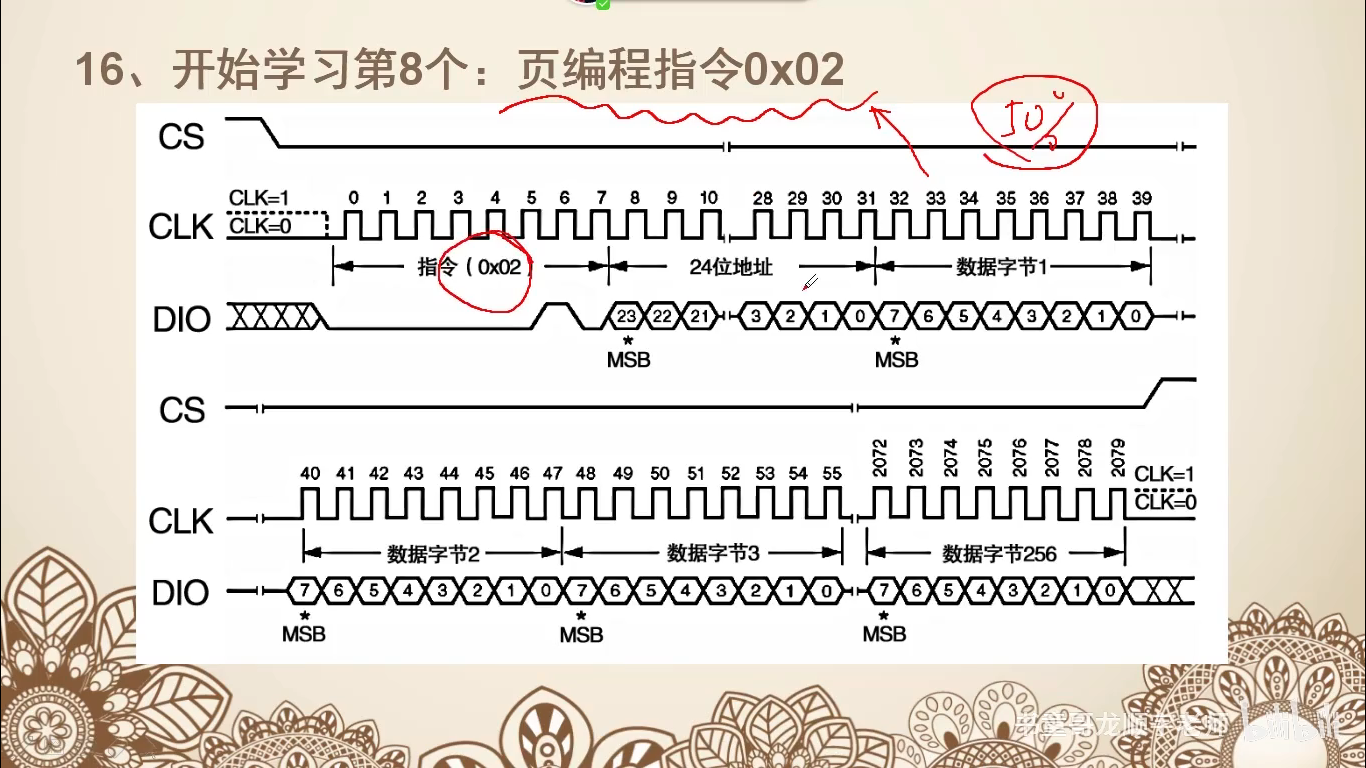 16、开始学习第8个：页编程指令0x02
50%
CS
CLK=1
0 1 2 3 4 5 6 7 8 9 10 28 29 30 31 32 33 34 35 36 37 38 39
CLK
CLK=0
指令（0x02） 24位地址 数据字节1
DIO 23 22 21 3 2 1 0 7 6 5 4 3 2 1 0
* *
MSB MSB
CS
2072 2073 2074 2075 2076 2077 2078 2079
40 41 42 43 44 45 46 47 48 49 50 51 52 53 54 55 CLK=1
CLK CLK=0
数据字节2 数据字节3 数据字节256
DIO 7 6 5 4 3 2 1 0 7 6 5 4 3 2 1 0 7 6 5 4 3 2 1 0
* * *
MSB MSB MSB
bilibili